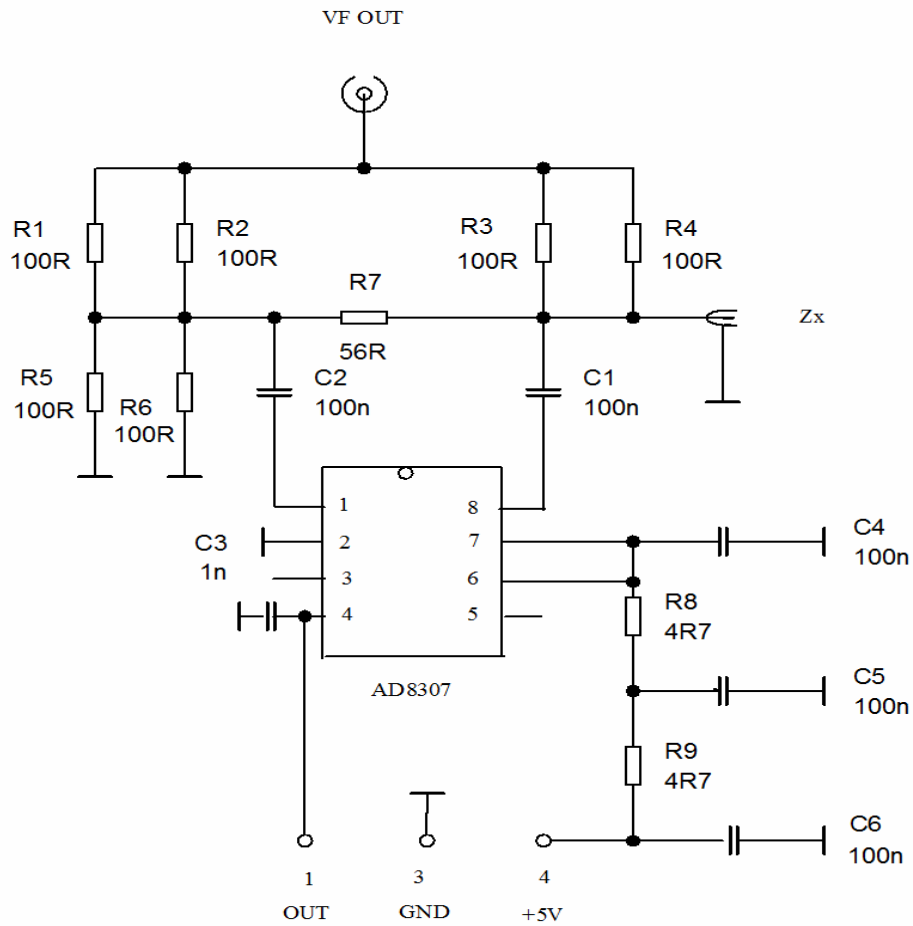 VF OUT
R1
100R
R2
100R
R3
100R
R4
100R
R7
56R
Zx
R5
100R
R6
100R
C2
100n
C1
100n
1
2
3
4
8
7
6
5
C3
1n
AD8307
C4
100n
R8
4R7
C5
100n
R9
4R7
C6
100n
1
OUT
3
GND
4
+5V